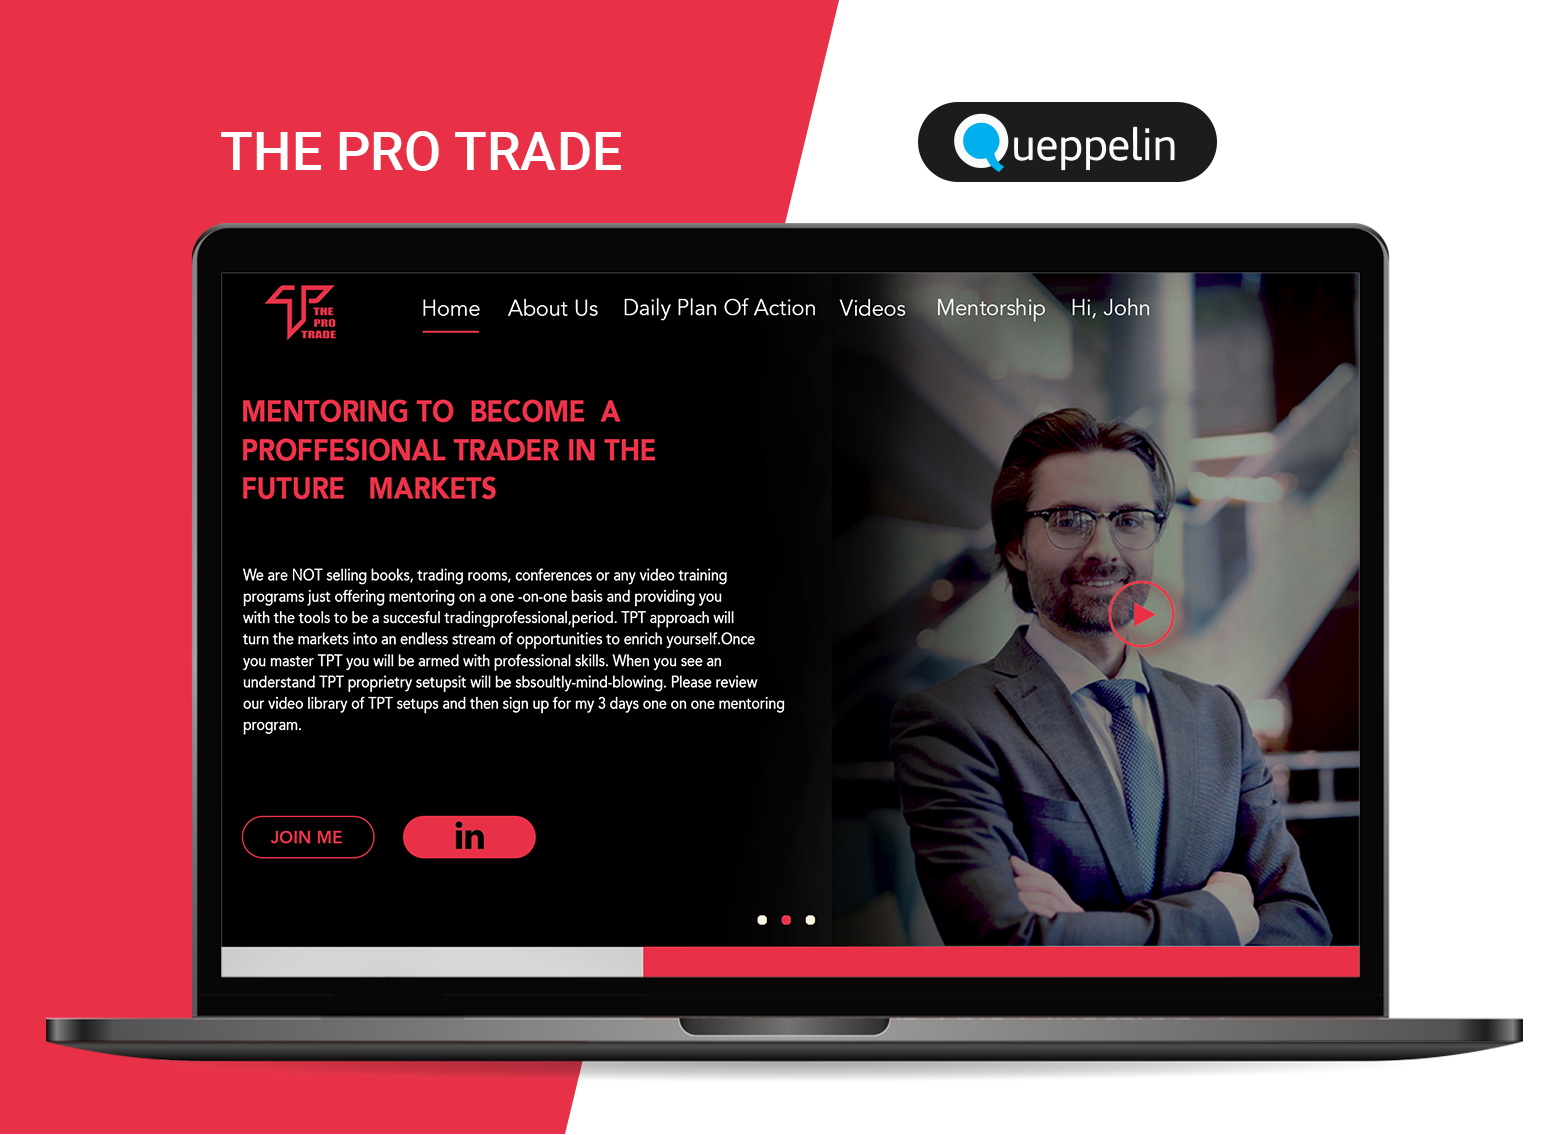 THE PRO TRADE
Queppelin
THE
PRO
TRADE
Home About Us Daily Plan Of Action Videos Mentorship Hi, John
MENTORING TO BECOME A
PROFFESIONAL TRADER IN THE
FUTURE MARKETS
We are NOT selling books, trading rooms, conferences or any video training
programs just offering mentoring on a one -on-one basis and providing you
with the tools to be a succesful tradingprofessional,period. TPT approach will
turn the markets into an endless stream of opportunities to enrich yourself.Once
you master TPT you will be armed with professional skills. When you see an
understand TPT proprietry setupsit will be sbsoultly-mind-blowing. Please review
our video library of TPT setups and then sign up for my 3 days one on one mentoring
program.
JOIN ME
in